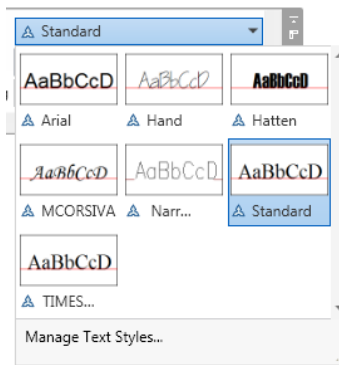 Standard
AaBbCcD AaBbCcD AaBbCcD
Arial Hand Hatten
AaBbCcD AaBbCcD AaBbCcD
MCORSIVA Narr... Standard
AaBbCcD
TIMES...
Manage Text Styles...